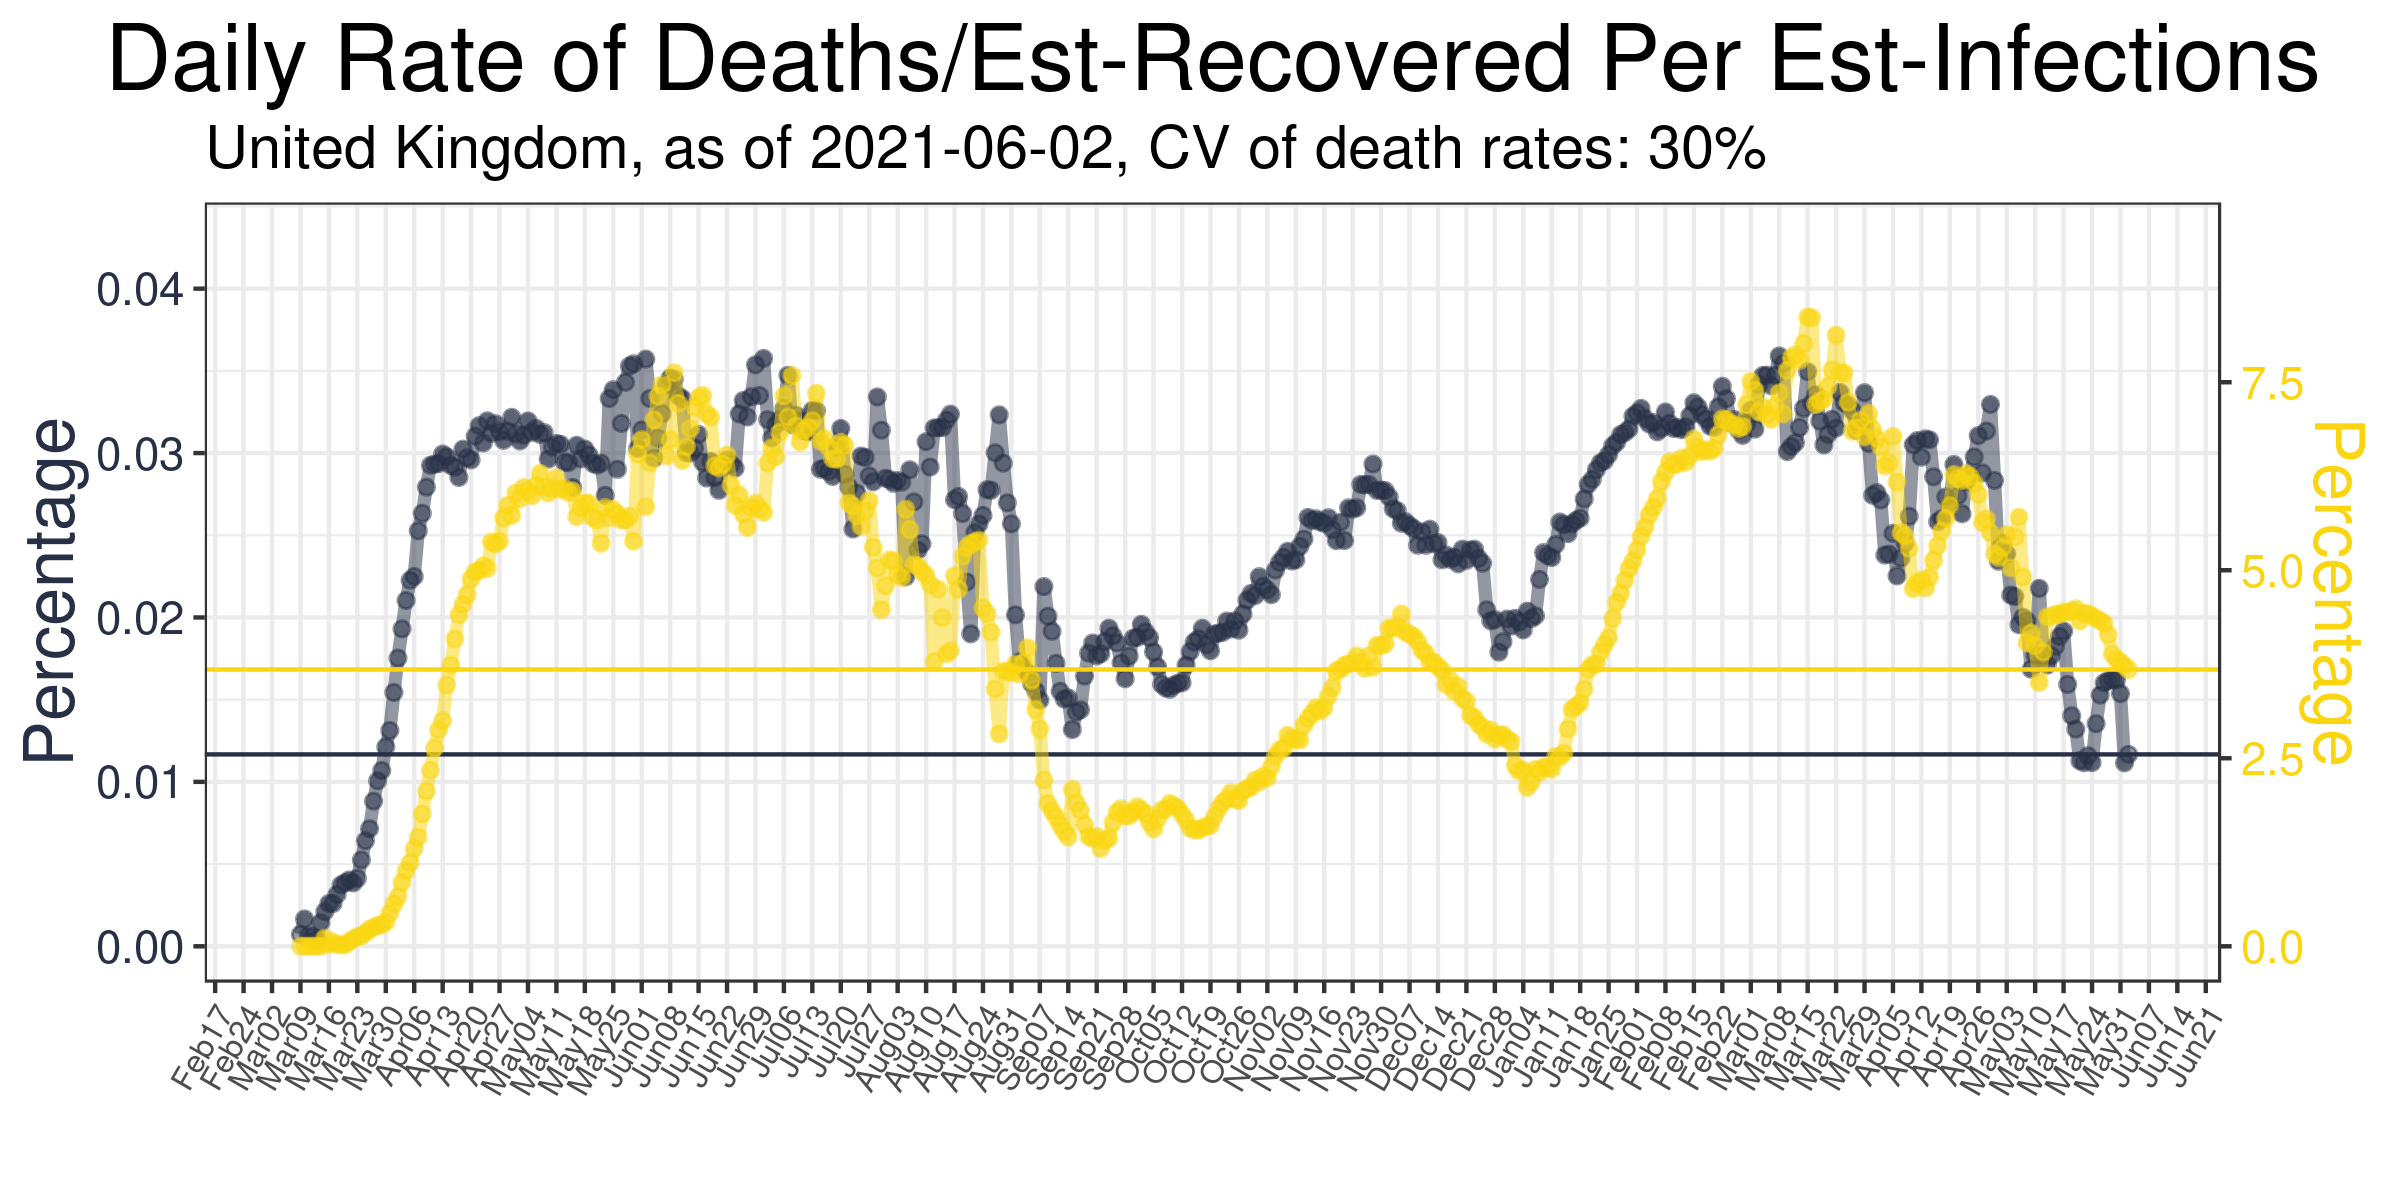 Daily Rate of Deaths/Est-Recovered Per Est-Infections
United Kingdom, as of 2021-06-02, CV of death rates: 30%
Percentage
0.04
0.03
0.02
0.01
0.00
7.5
5.0
2.5
0.0
Percentage
Feb17
Feb24
Mar02
Mar09
Mar16
Mar23
Mar30
Apr06
Apr13
Apr20
Apr27
May04
May11
May18
May25
Jun01
Jun08
Jun15
Jun22
Jun29
Jul06
Jul13
Jul20
Jul27
Aug03
Aug10
Aug17
Aug24
Aug31
Sep07
Sep14
Sep21
Sep28
Oct05
Oct12
Oct19
Oct26
Nov02
Nov09
Nov16
Nov23
Nov30
Dec07
Dec14
Dec21
Dec28
Jan04
Jan11
Jan18
Jan25
Feb01
Feb08
Feb15
Feb22
Mar01
Mar08
Mar15
Mar22
Mar29
Apr05
Apr12
Apr19
Apr26
May03
May10
May17
May24
May31
Jun07
Jun14
Jun21